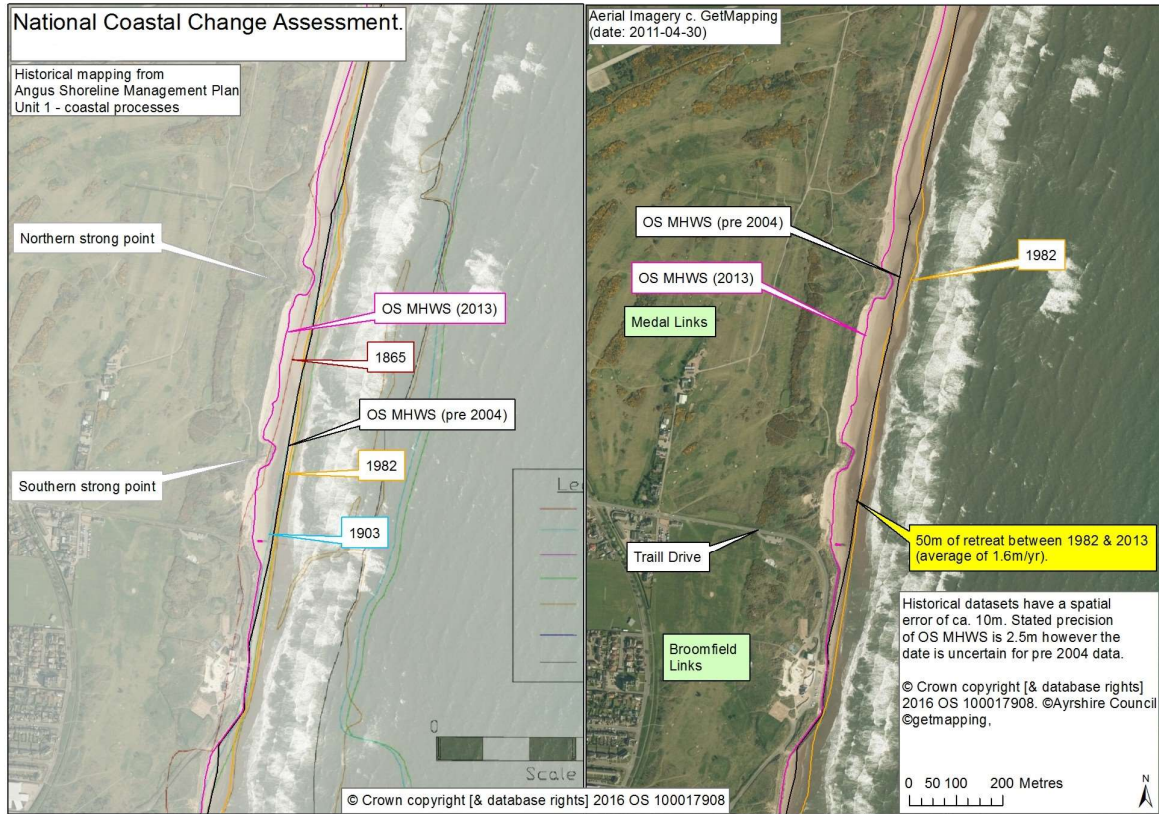 National Coastal Change Assessment.
Historical mapping from
Angus Shoreline Management Plan
Unit 1 - coastal processes
Northern strong point
OS MHWS (2013)
1865
OS MHWS (pre 2004)
1982
Southern strong point
1903
0
Scale
© Crown copyright [& database rights] 2016 OS 100017908
Aerial Imagery c. GetMapping
(date: 2011-04-30)
OS MHWS (pre 2004)
1982
OS MHWS (2013)
Medal Links
50m of retreat between 1982 & 2013
(average of 1.6m/yr).
Traill Drive
Broomfield
Links
Historical datasets have a spatial
error of ca. 10m. Stated precision
of OS MHWS is 2.5m however the
date is uncertain for pre 2004 data.
© Crown copyright [& database rights]
2016 OS 100017908. ©Ayrshire Council
©getmapping,
0 50 100 200 Metres
N